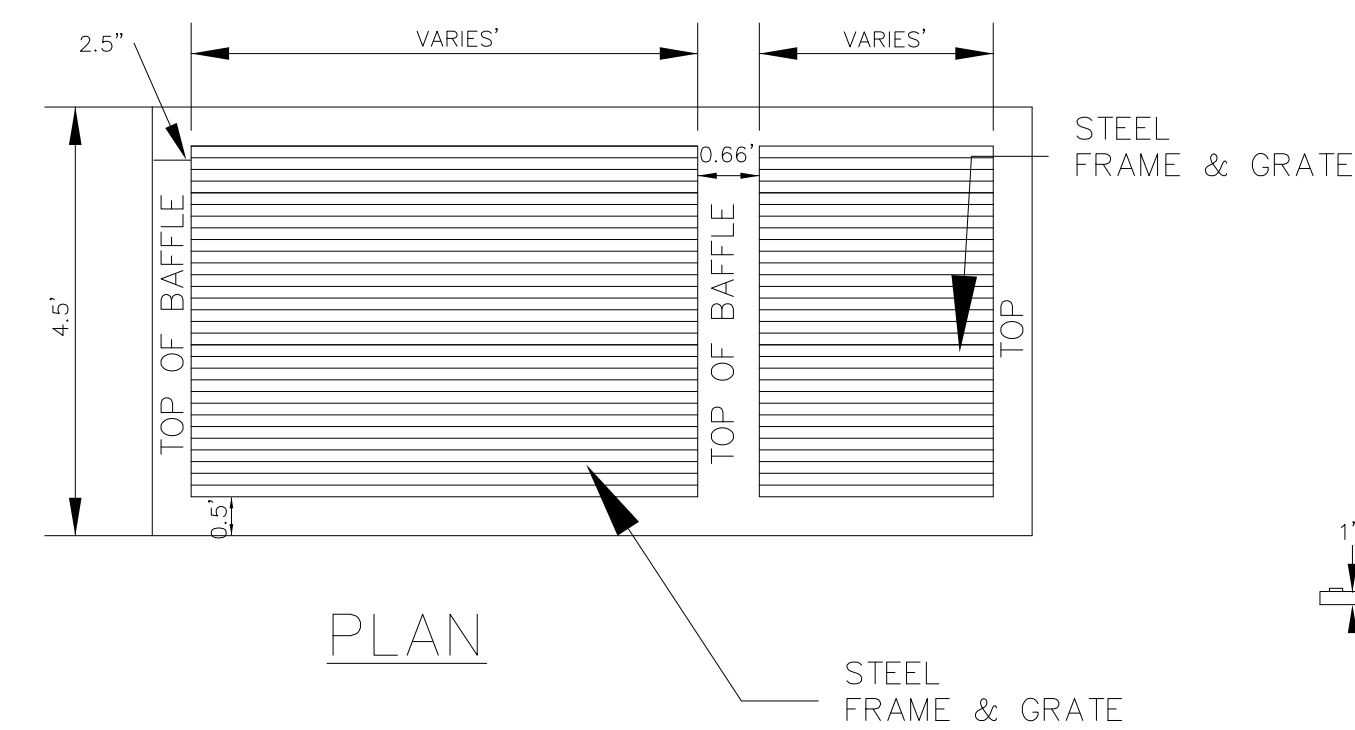 2.5"
VARIES'
VARIES'
STEEL
FRAME & GRATE
0.66'
TOP OF BAFFLE
TOP OF BAFFLE
TOP
4.5'
0.5'
1'
PLAN
STEEL
FRAME & GRATE